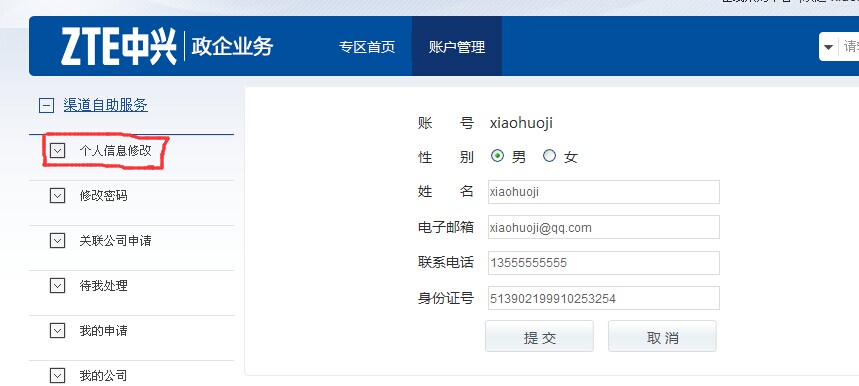 ZTE中兴 政企业务 专区首页 账户管理
渠道自助服务
个人信息修改
修改密码
关联公司申请
待我处理
我的申请
我的公司
账 号 xiaohuoji
性 别 男 女
姓 名 xiaohuoji
电子邮箱 xiaohuoji@qq.com
联系电话 13555555555
身份证号 513902199910253254
提交 取消